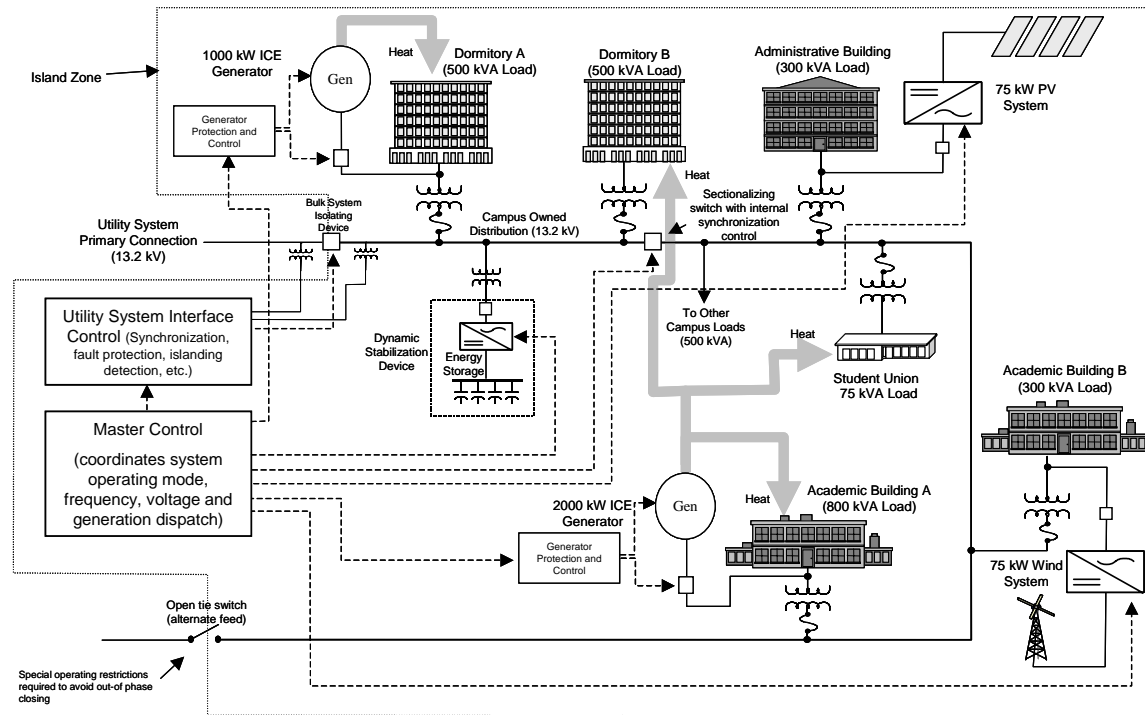 Island Zone
1000 kW ICE
Generator
Gen
Heat
Generator
Protection and
Control
Dormitory A
(500 kVA Load)
Dormitory B
(500 kVA Load)
Heat
Administrative Building
(300 kVA Load)
75 kW PV
System
Bulk System
Isolating
Device
Utility System
Primary Connection
(13.2 kV)
Campus Owned
Distribution (13.2 kV)
Sectionalizing
switch with internal
synchronization
control
Utility System Interface
Control (Synchronization,
fault protection, islanding
detection, etc.)
Dynamic
Stabilization
Device
Energy
Storage
To Other
Campus Loads
(500 kVA)
Heat
Student Union
75 kVA Load
Academic Building B
(300 kVA Load)
Master Control
(coordinates system
operating mode,
frequency, voltage and
generation dispatch)
2000 kW ICE
Generator
Gen
Generator
Protection and
Control
Heat
Academic Building A
(800 kVA Load)
75 kW Wind
System
Open tie switch
(alternate feed)
Special operating restrictions
required to avoid out-of phase
closing